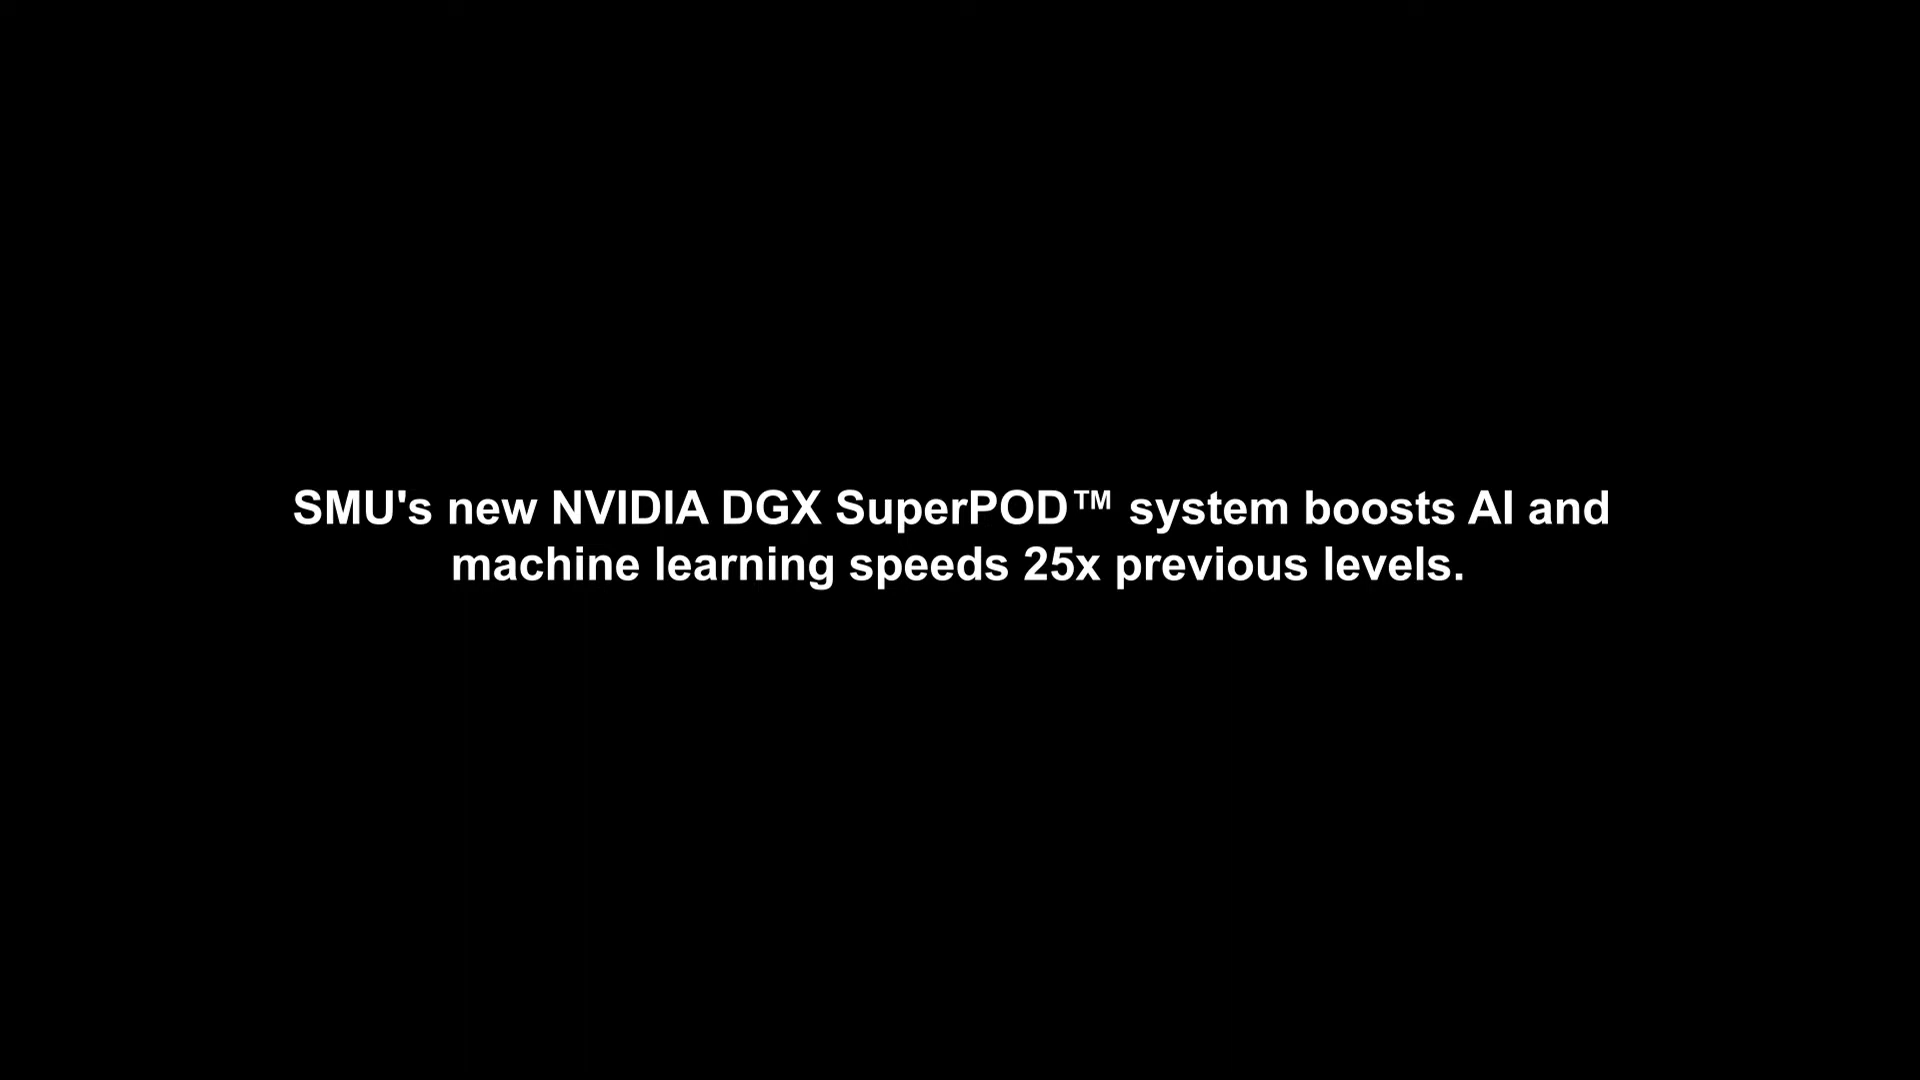 SMU's new NVIDIA DGX SuperPOD™ system boosts AI and
machine learning speeds 25x previous levels.